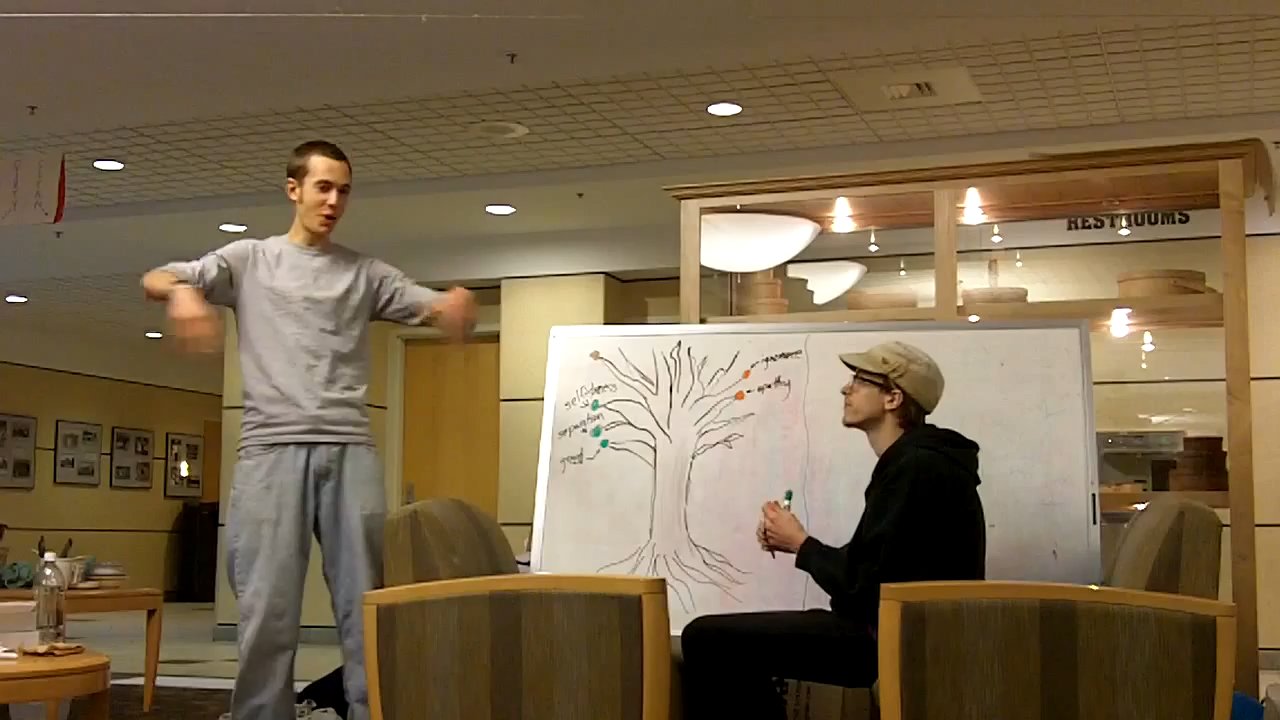 RESTROOMS
selfishness
separation
greed
ignorance
apathy